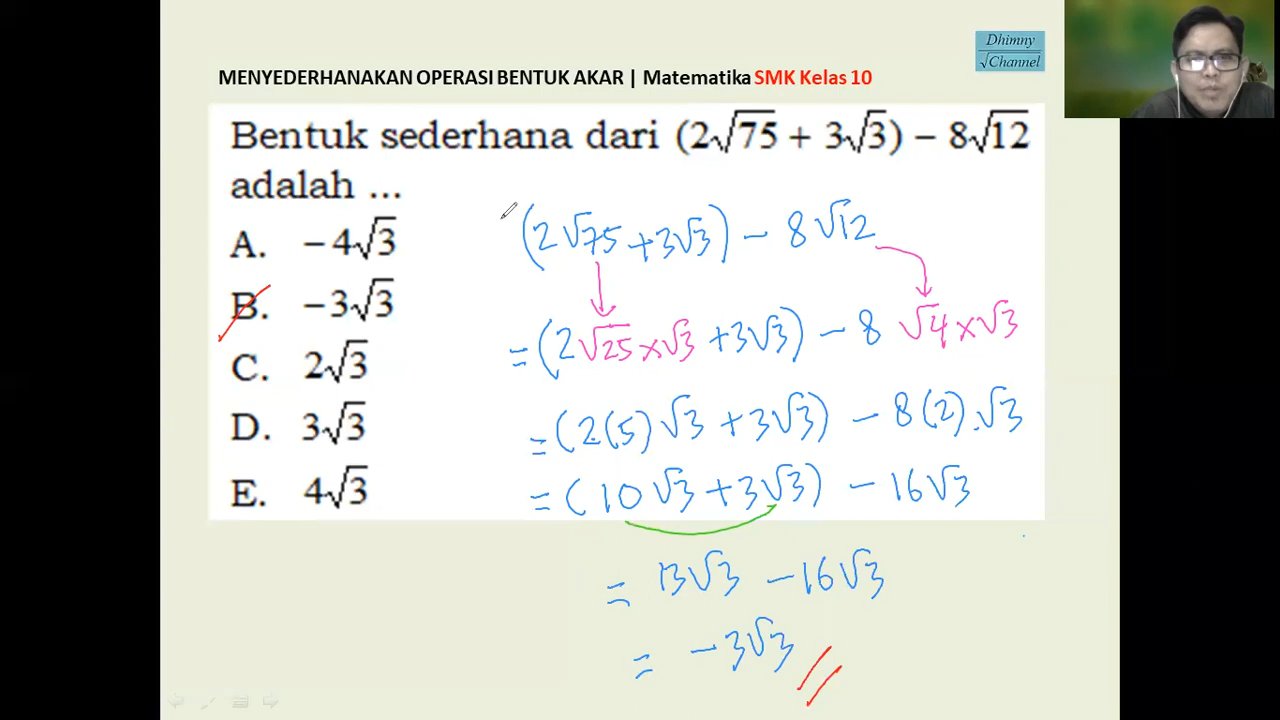 Dhimny
√Channel
MENYEDERHANAKAN OPERASI BENTUK AKAR | Matematika SMK Kelas 10
Bentuk sederhana dari (2√75 + 3√3) − 8√12
adalah ...
A. −4√3
B. −3√3
C. 2√3
D. 3√3
E. 4√3
(2√75 + 3√3) − 8√12
= (2√25 × √3 + 3√3) − 8 √4 × √3
= (2(5)√3 + 3√3) − 8(2).√3
= (10√3 + 3√3) − 16√3
= 13√3 − 16√3
= −3√3 //